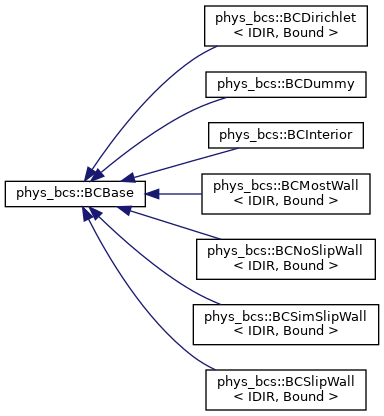 phys_bcs::BCDirichlet
< IDIR, Bound >
phys_bcs::BCDummy
phys_bcs::BCInterior
phys_bcs::BCBase
phys_bcs::BCMostWall
< IDIR, Bound >
phys_bcs::BCNoSlipWall
< IDIR, Bound >
phys_bcs::BCSimSlipWall
< IDIR, Bound >
phys_bcs::BCSlipWall
< IDIR, Bound >